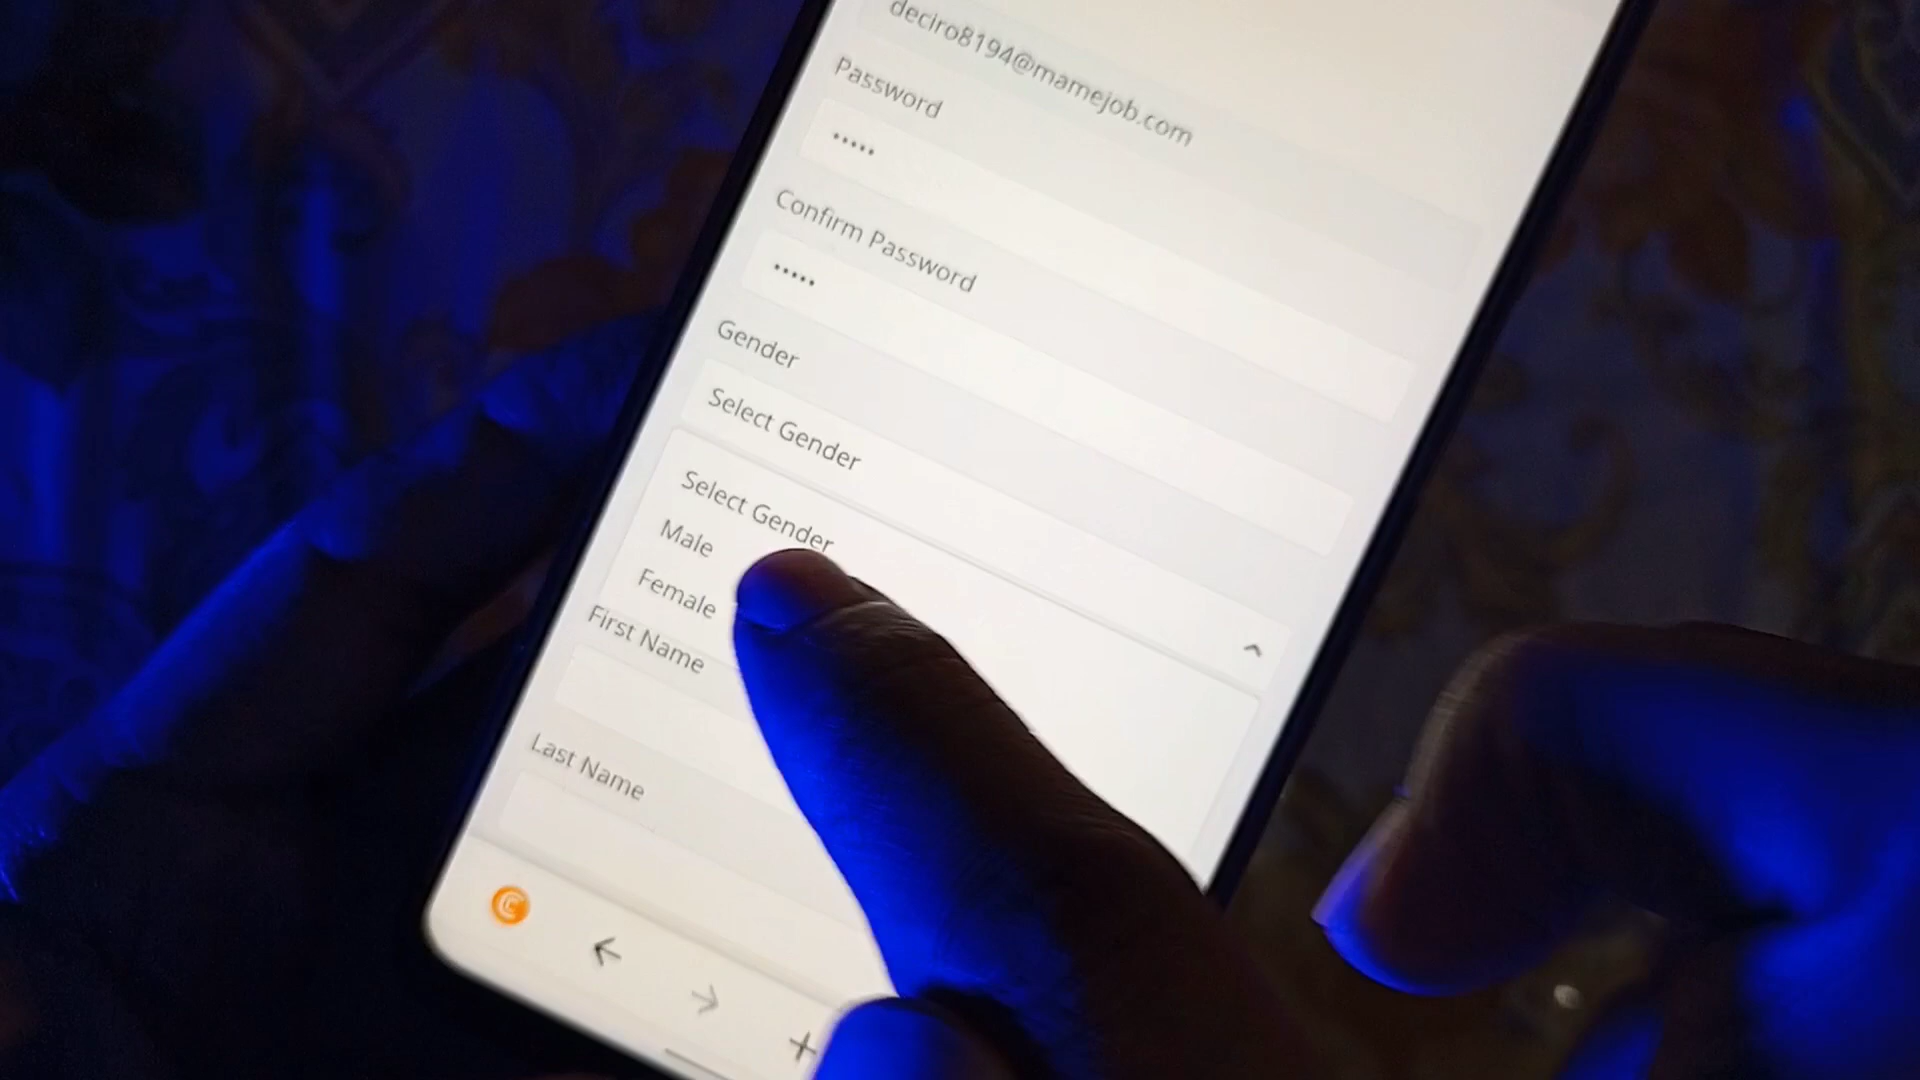 deciro8194@mamejob.com
Password
•••••
Confirm Password
•••••
Gender
Select Gender
Select Gender
Male
Female
First Name
Last Name